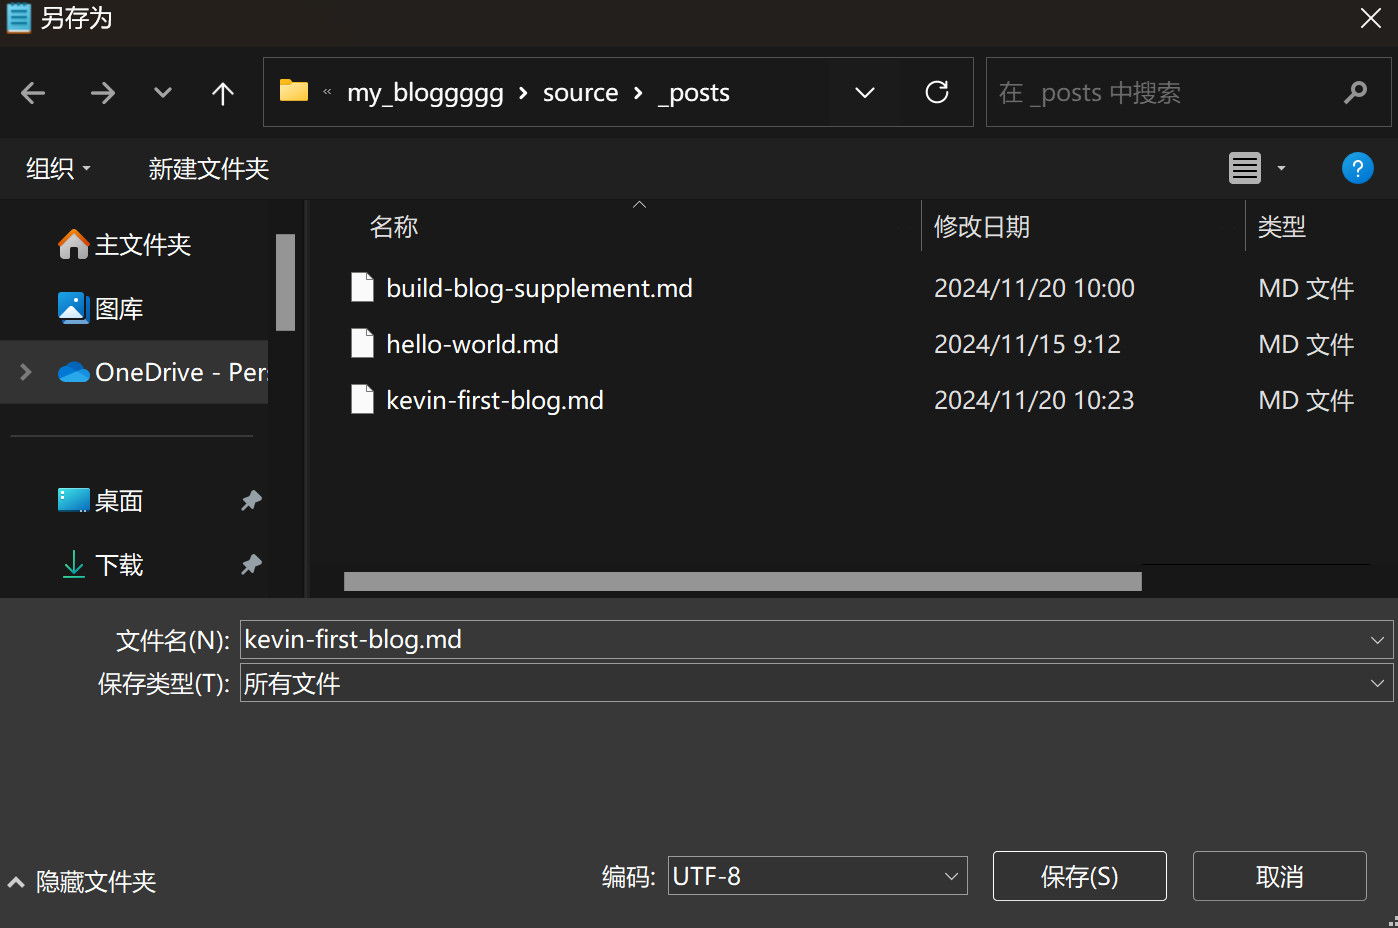 另存为
« my_bloggggg › source › _posts
在 _posts 中搜索
组织
新建文件夹
?
主文件夹
图库
OneDrive - Pers
桌面
下载
名称 修改日期 类型
build-blog-supplement.md 2024/11/20 10:00 MD 文件
hello-world.md 2024/11/15 9:12 MD 文件
kevin-first-blog.md 2024/11/20 10:23 MD 文件
文件名(N): kevin-first-blog.md
保存类型(T): 所有文件
隐藏文件夹
编码: UTF-8
保存(S)
取消